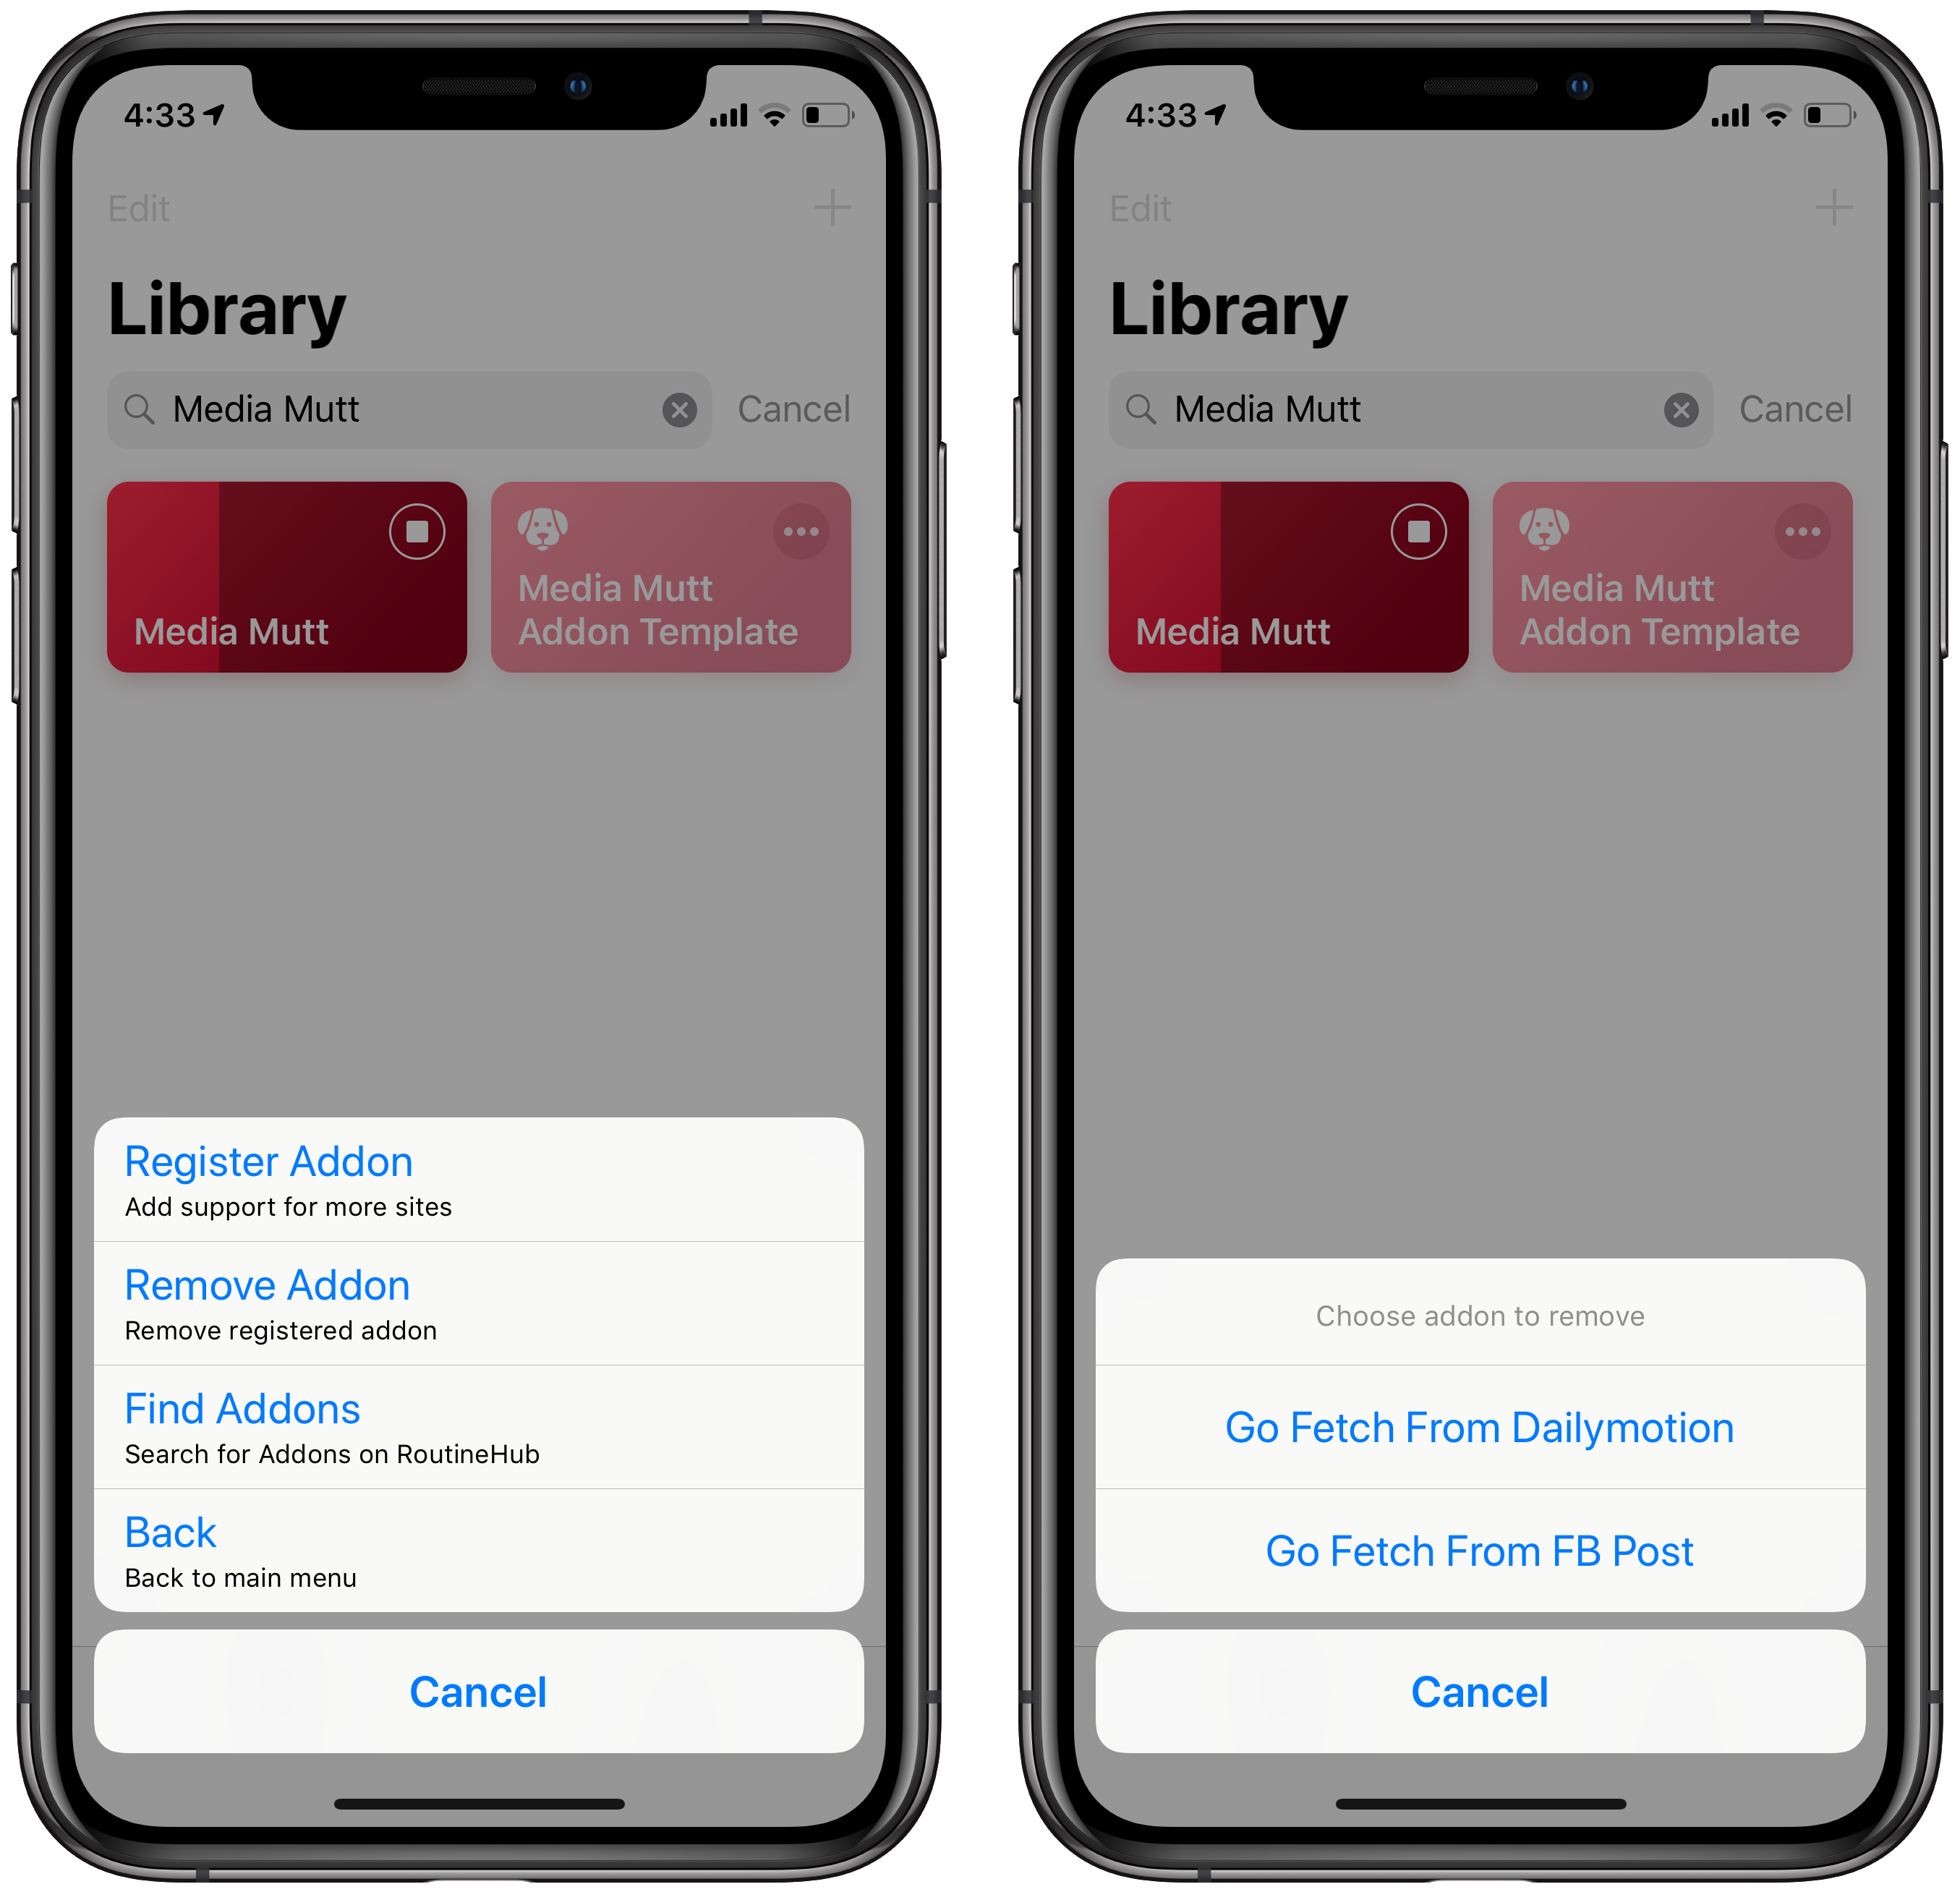 4:33
Edit
Library
Media Mutt
Cancel
Media Mutt
Media Mutt
Addon Template
Register Addon
Add support for more sites
Remove Addon
Remove registered addon
Find Addons
Search for Addons on RoutineHub
Back
Back to main menu
Cancel
4:33
Edit
Library
Media Mutt
Cancel
Media Mutt
Media Mutt
Addon Template
Choose addon to remove
Go Fetch From Dailymotion
Go Fetch From FB Post
Cancel